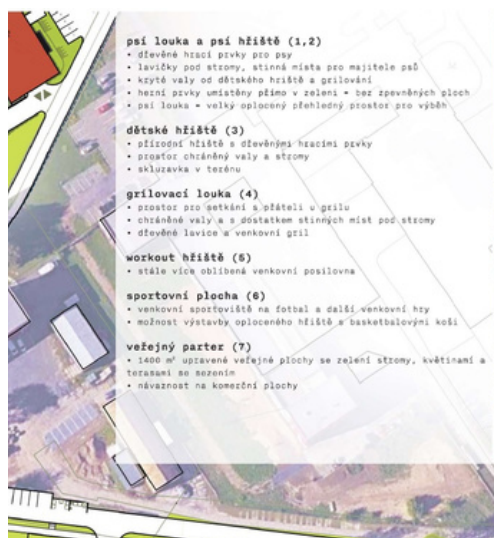 psí louka a psí hřiště (1,2)
• dřevěné hrací prvky pro psy
• lavičky pod stromy, stinná místa pro majitele psů
• kryté valy od dětského hřiště a grilování
• herní prvky umístěny přímo v zeleni = bez zpevněných ploch
• psí louka = velký oplocený přehledný prostor pro výběh
dětské hřiště (3)
• přírodní hřiště s dřevěnými hracími prvky
• prostor chráněný valy a stromy
• skluzavka v terénu
grilovací louka (4)
• prostor pro setkání s přáteli u grilu
• chráněné valy a s dostatkem stinných míst pod stromy
• dřevěné lavice a venkovní gril
workout hřiště (5)
• stále více oblíbená venkovní posilovna
sportovní plocha (6)
• venkovní sportoviště na fotbal a další venkovní hry
• možnost výstavby oploceného hřiště s basketbalovými koši
veřejný parter (7)
• 1400 m² upravené veřejné plochy se zelení stromy, květinami a
terasami se sezením
• návaznost na komerční plochy